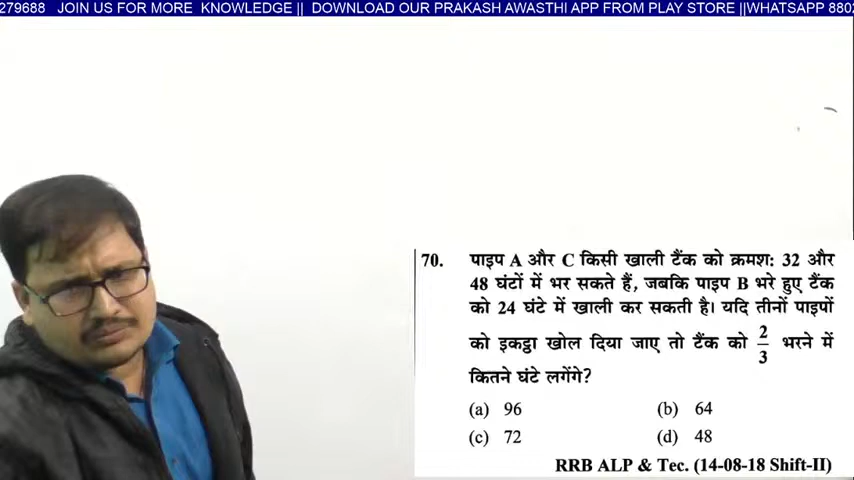 279688 JOIN US FOR MORE KNOWLEDGE || DOWNLOAD OUR PRAKASH AWASTHI APP FROM PLAY STORE ||WHATSAPP 880
70. पाइप A और C किसी खाली टैंक को क्रमश: 32 और
48 घंटों में भर सकते हैं, जबकि पाइप B भरे हुए टैंक
को 24 घंटे में खाली कर सकती है। यदि तीनों पाइपों
को इकट्ठा खोल दिया जाए तो टैंक को 2/3 भरने में
कितने घंटे लगेंगे?
(a) 96 (b) 64
(c) 72 (d) 48
RRB ALP & Tec. (14-08-18 Shift-II)